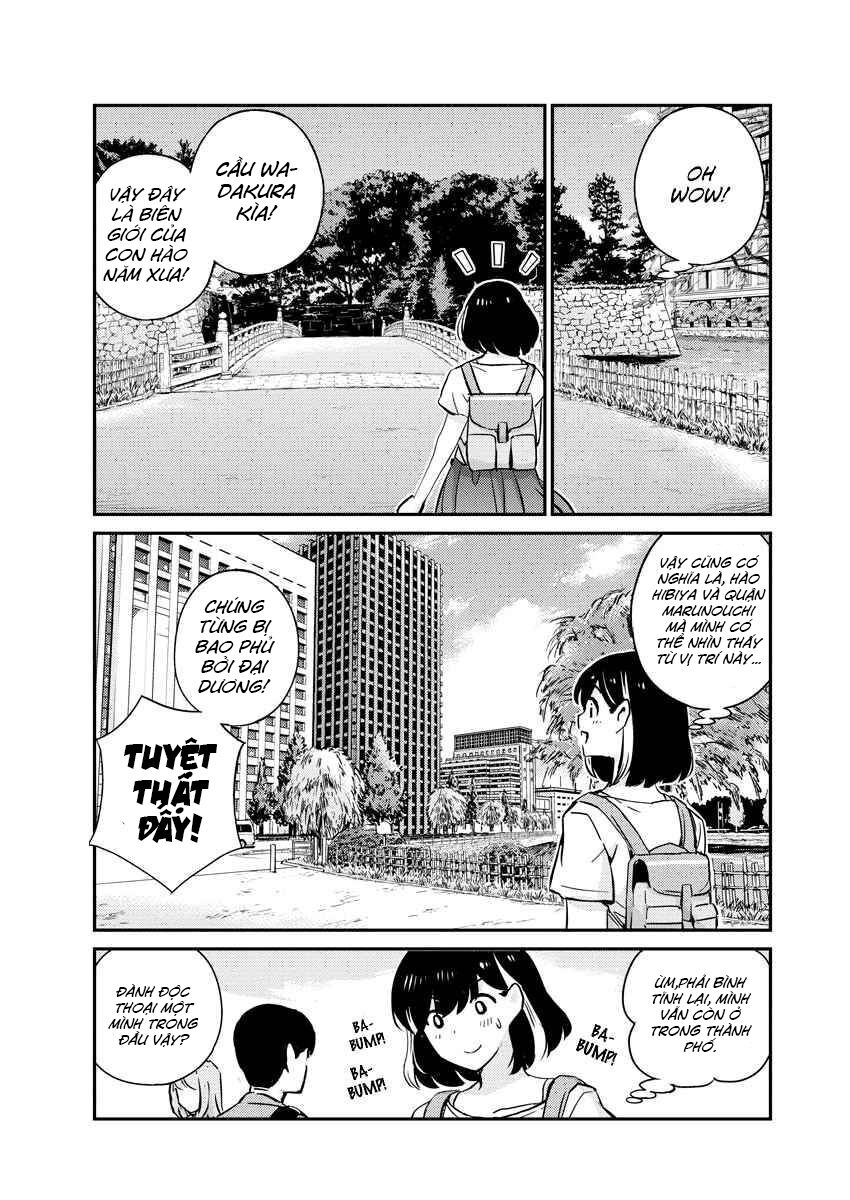 OH
WOW!
CẦU WA-
DAKURA
KÌA!
VẬY ĐÂY
LÀ BIÊN
GIỚI CỦA
CON HÀO
NĂM XƯA!
VẬY CŨNG CÓ
NGHĨA LÀ, HÀO
HIBIYA VÀ QUẬN
MARUNOUCHI
MÀ MÌNH CÓ
THỂ NHÌN THẤY
TỪ VỊ TRÍ NÀY...
CHÚNG
TỪNG BỊ
BAO PHỦ
BỞI ĐẠI
DƯƠNG!
TUYỆT
THẬT
ĐẤY!
ỪM,PHẢI BÌNH
TĨNH LẠI, MÌNH
VẪN CÒN Ở
TRONG THÀNH
PHỐ.
BA-
BUMP!
BA-
BUMP!
BA-
BUMP!
ĐÀNH ĐỘC
THOẠI MỘT
MÌNH TRONG
ĐẦU VẬY?